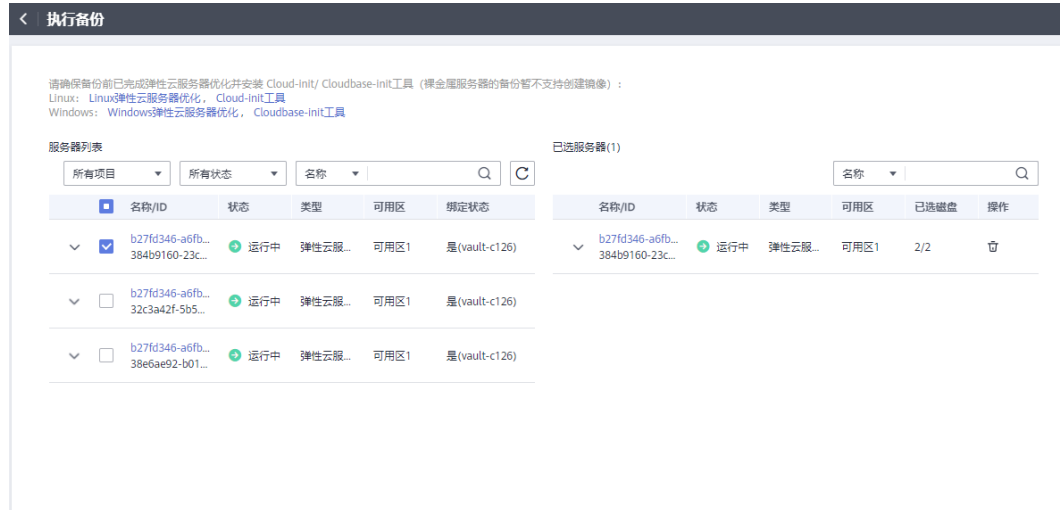 执行备份
请确保备份前已完成弹性云服务器优化并安装 Cloud-init/ Cloudbase-init工具（裸金属服务器的备份暂不支持创建镜像）:
Linux: Linux弹性云服务器优化, Cloud-init工具
Windows: Windows弹性云服务器优化, Cloudbase-init工具
服务器列表
所有项目 所有状态 名称
名称/ID 状态 类型 可用区 绑定状态
b27fd346-a6fb... 运行中 弹性云服... 可用区1 是(vault-c126)
384b9160-23c...
b27fd346-a6fb... 运行中 弹性云服... 可用区1 是(vault-c126)
32c3a42f-5b5...
b27fd346-a6fb... 运行中 弹性云服... 可用区1 是(vault-c126)
38e6ae92-b01...
已选服务器(1)
名称
名称/ID 状态 类型 可用区 已选磁盘 操作
b27fd346-a6fb... 运行中 弹性云服... 可用区1 2/2
384b9160-23c...